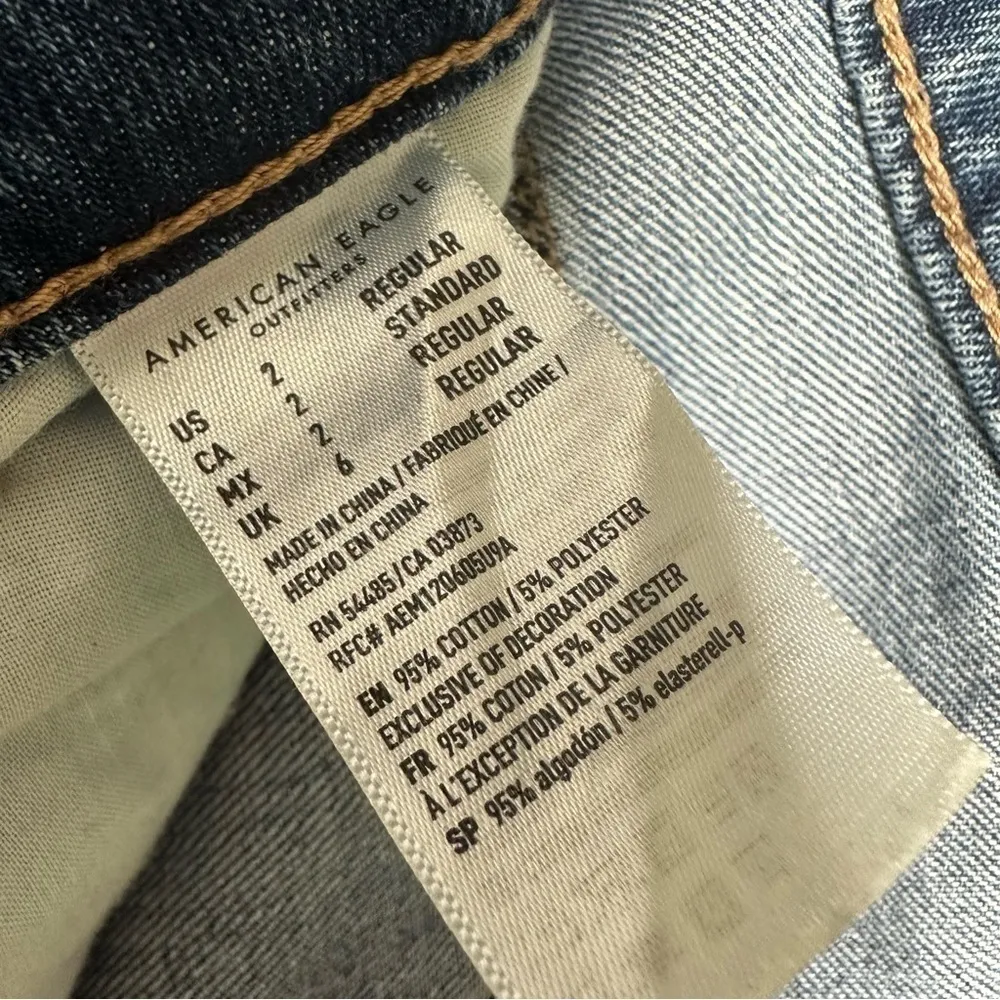 AMERICAN EAGLE
OUTFITTERS
US 2 REGULAR
CA 2 STANDARD
MX 2 REGULAR
UK 6 REGULAR
MADE IN CHINA / FABRIQUÉ EN CHINE /
HECHO EN CHINA
RN 54485 / CA 03873
RFC# AEM120605U9A
EN 95% COTTON / 5% POLYESTER
EXCLUSIVE OF DECORATION
FR 95% COTON / 5% POLYESTER
À L'EXCEPTION DE LA GARNITURE
SP 95% algodón / 5% elasterell-p